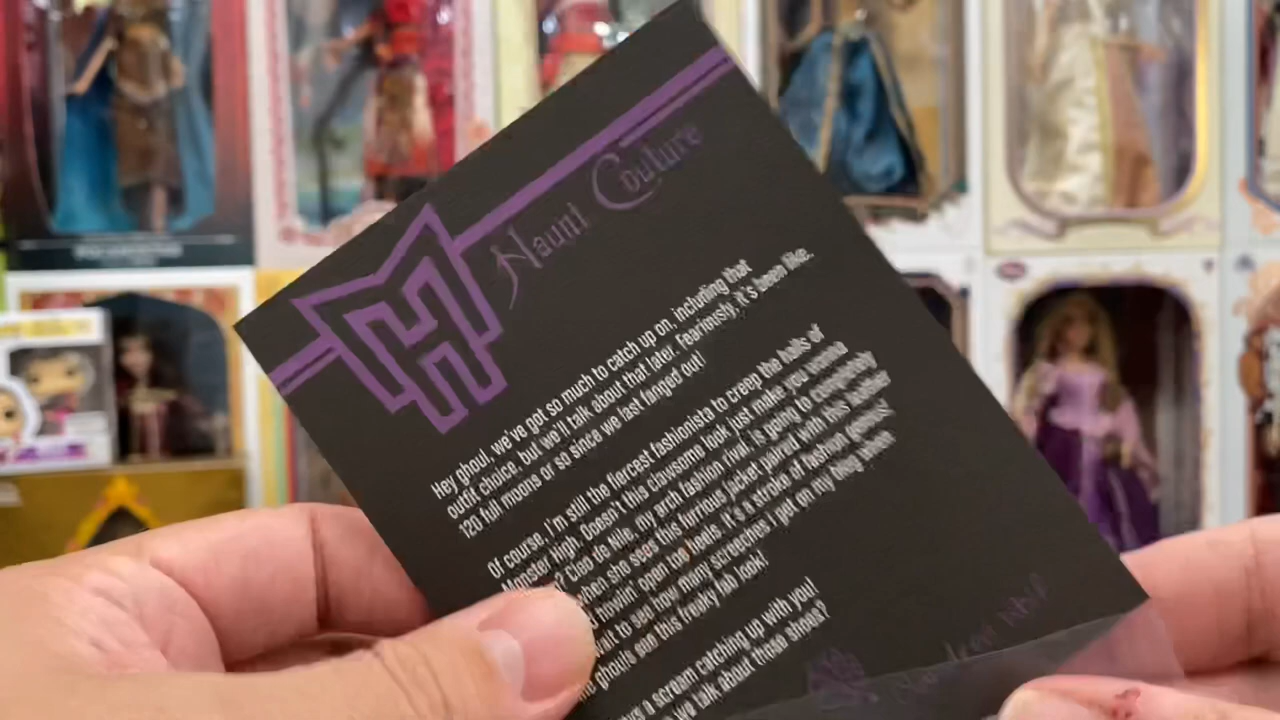 Haunt Couture
Hey ghoul, we've got so much to catch up on, including that
outfit choice, but we'll talk about that later. Feariously, it's been like,
120 full moons or so since we last fanged out!
Of course, I'm still the fiercest fashionista to creep the halls of
Monster High. Doesn't this clawsome look just make you wanna
? Cleo de Nile, my arch fashion rival, is going to completely
when she sees this furrious jacket paired with this leather
howlin' open toe heels. It's a stroke of fashion genius.
wait to see how many scratches I get on my blog when
ghouls see this freaky fab look!
a scream catching up with you!
we talk about those shoes?